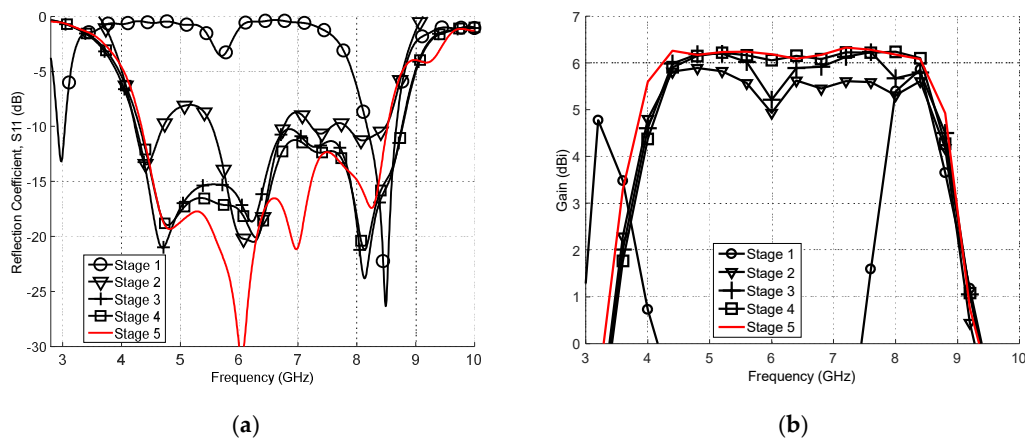 Reflection Coefficient, S11 (dB)
0
-5
-10
-15
-20
-25
-30
Stage 1
Stage 2
Stage 3
Stage 4
Stage 5
3 4 5 6 7 8 9 10
Frequency (GHz)
(a)
Gain (dBi)
7
6
5
4
3
2
1
0
Stage 1
Stage 2
Stage 3
Stage 4
Stage 5
3 4 5 6 7 8 9 10
Frequency (GHz)
(b)